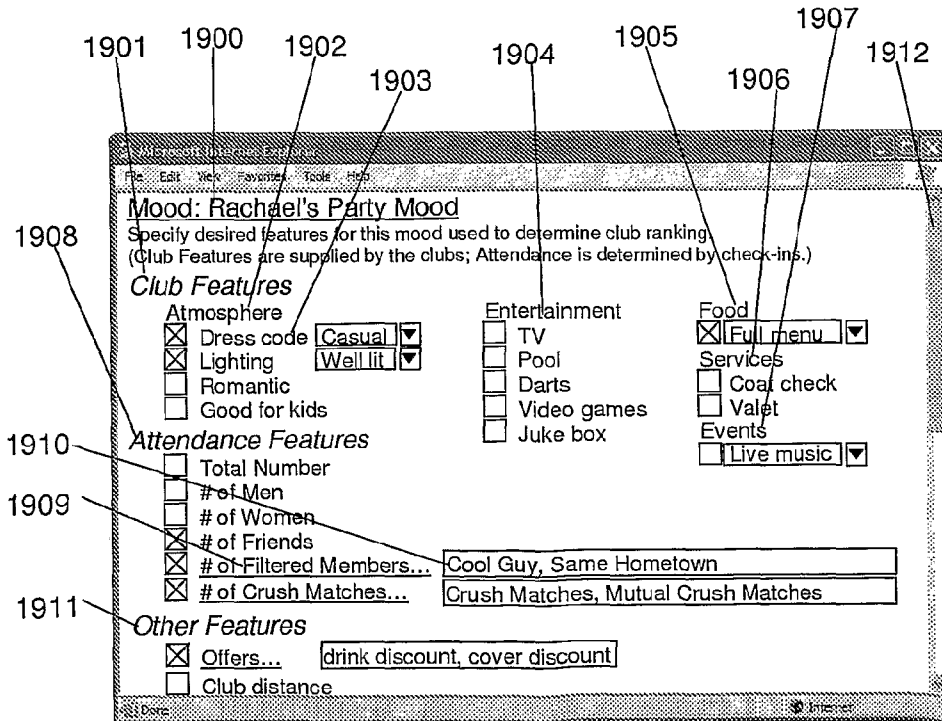 1907
1901 1900 1902 1904 1905 1912
1903 1906
Microsoft Internet Explorer
File Edit View Favorites Tools Help
Mood: Rachael's Party Mood
1908 Specify desired features for this mood used to determine club ranking.
(Club Features are supplied by the clubs; Attendance is determined by check-ins.)
Club Features
Atmosphere Entertainment Food
Dress code Casual TV Full menu
Lighting Well lit Pool Services
Romantic Darts Coat check
Good for kids Video games Valet
1910 Attendance Features Juke box Events
Total Number Live music
# of Men
1909 # of Women
# of Friends
# of Filtered Members... Cool Guy, Same Hometown
# of Crush Matches... Crush Matches, Mutual Crush Matches
1911 Other Features
Offers... drink discount, cover discount
Club distance
Done Internet